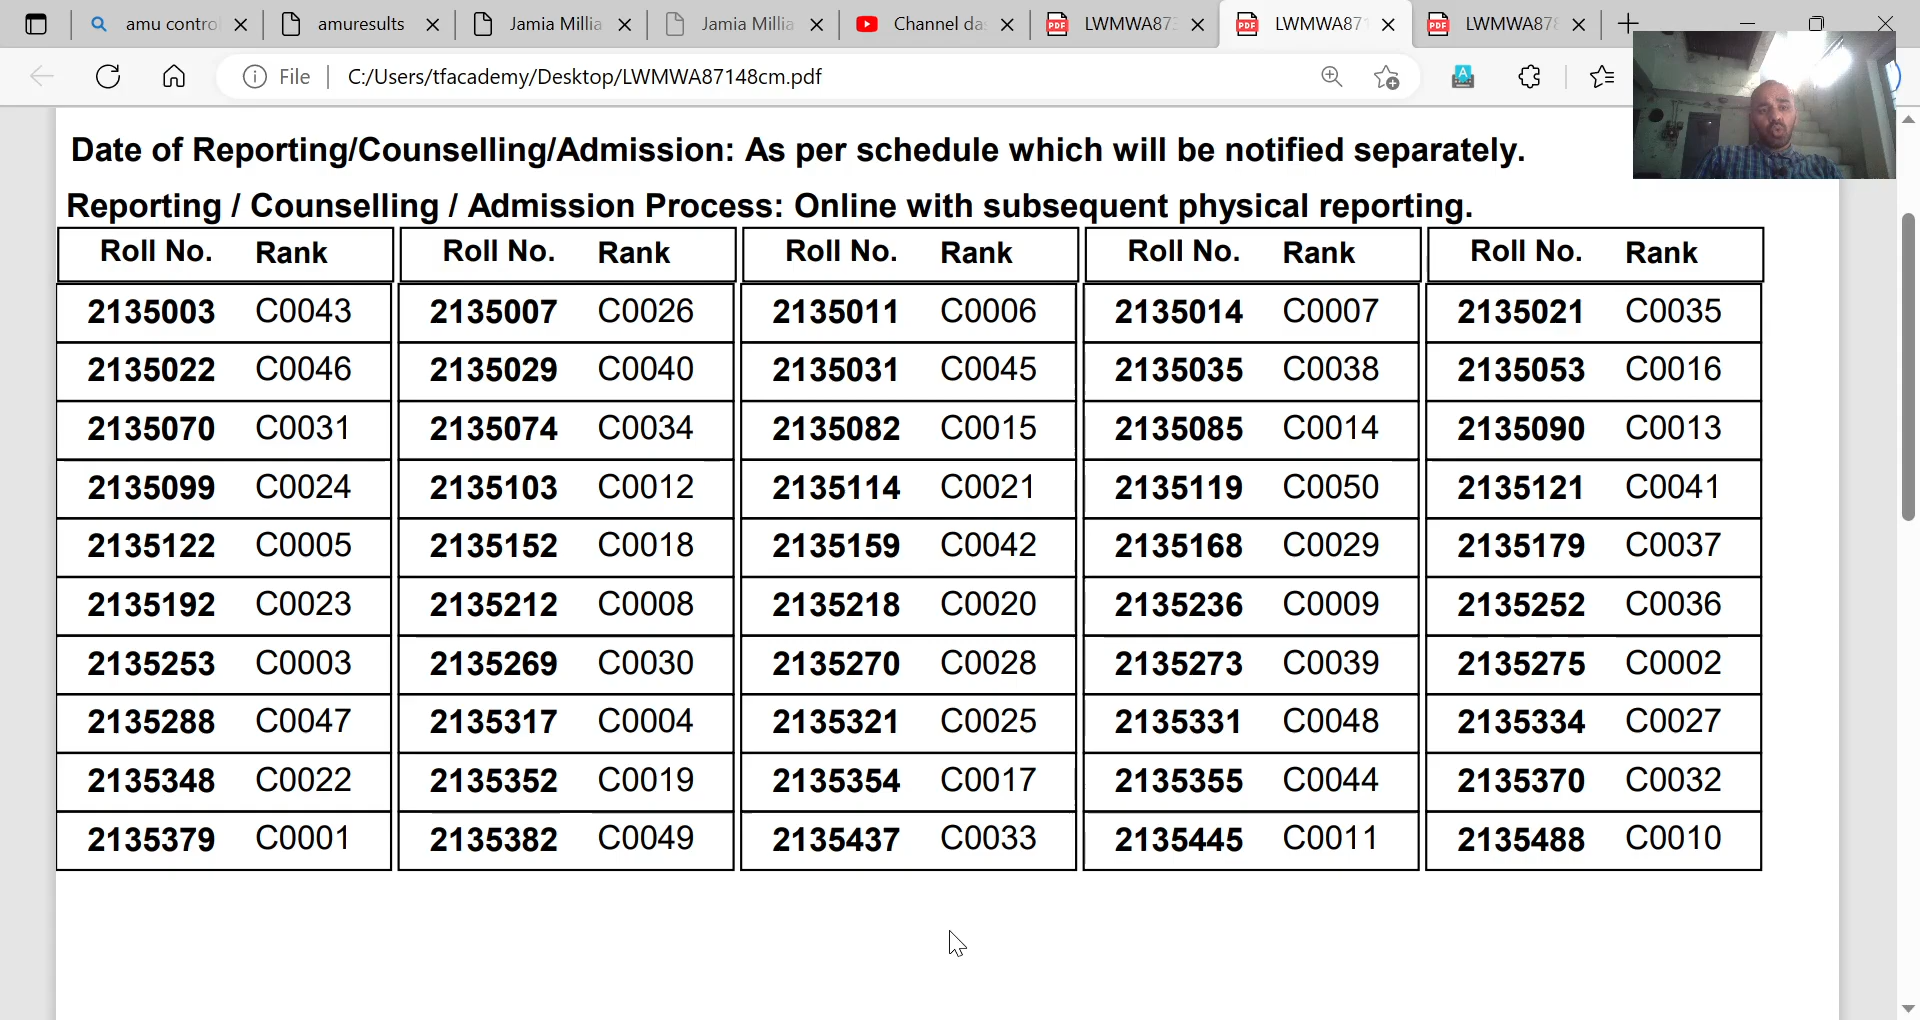 amu contro
amuresults
Jamia Millia
Jamia Millia
Channel da
LWMWA873
LWMWA871
LWMWA878
File
C:/Users/tfacademy/Desktop/LWMWA87148cm.pdf
Date of Reporting/Counselling/Admission: As per schedule which will be notified separately.
Reporting / Counselling / Admission Process: Online with subsequent physical reporting.
Roll No. Rank Roll No. Rank Roll No. Rank Roll No. Rank Roll No. Rank
2135003 C0043 2135007 C0026 2135011 C0006 2135014 C0007 2135021 C0035
2135022 C0046 2135029 C0040 2135031 C0045 2135035 C0038 2135053 C0016
2135070 C0031 2135074 C0034 2135082 C0015 2135085 C0014 2135090 C0013
2135099 C0024 2135103 C0012 2135114 C0021 2135119 C0050 2135121 C0041
2135122 C0005 2135152 C0018 2135159 C0042 2135168 C0029 2135179 C0037
2135192 C0023 2135212 C0008 2135218 C0020 2135236 C0009 2135252 C0036
2135253 C0003 2135269 C0030 2135270 C0028 2135273 C0039 2135275 C0002
2135288 C0047 2135317 C0004 2135321 C0025 2135331 C0048 2135334 C0027
2135348 C0022 2135352 C0019 2135354 C0017 2135355 C0044 2135370 C0032
2135379 C0001 2135382 C0049 2135437 C0033 2135445 C0011 2135488 C0010